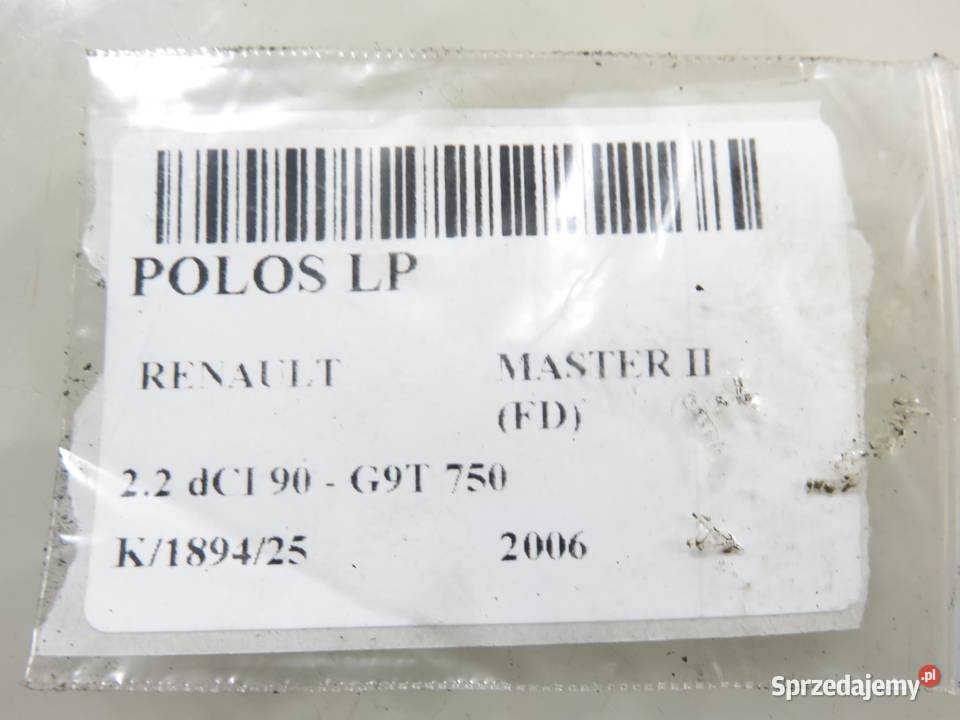 POLOS LP
RENAULT MASTER II
(FD)
2.2 dCI 90 - G9T 750
K/1894/25 2006
Sprzedajemy.pl